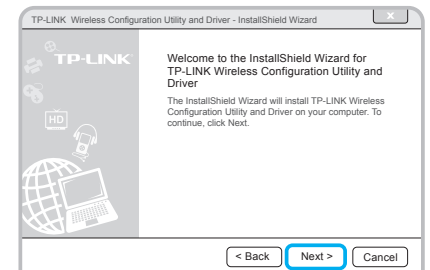 TP-LINK Wireless Configuration Utility and Driver - InstallShield Wizard
X
TP-LINK
HD
Welcome to the InstallShield Wizard for
TP-LINK Wireless Configuration Utility and
Driver
The InstallShield Wizard will install TP-LINK Wireless
Configuration Utility and Driver on your computer. To
continue, click Next.
< Back Next > Cancel